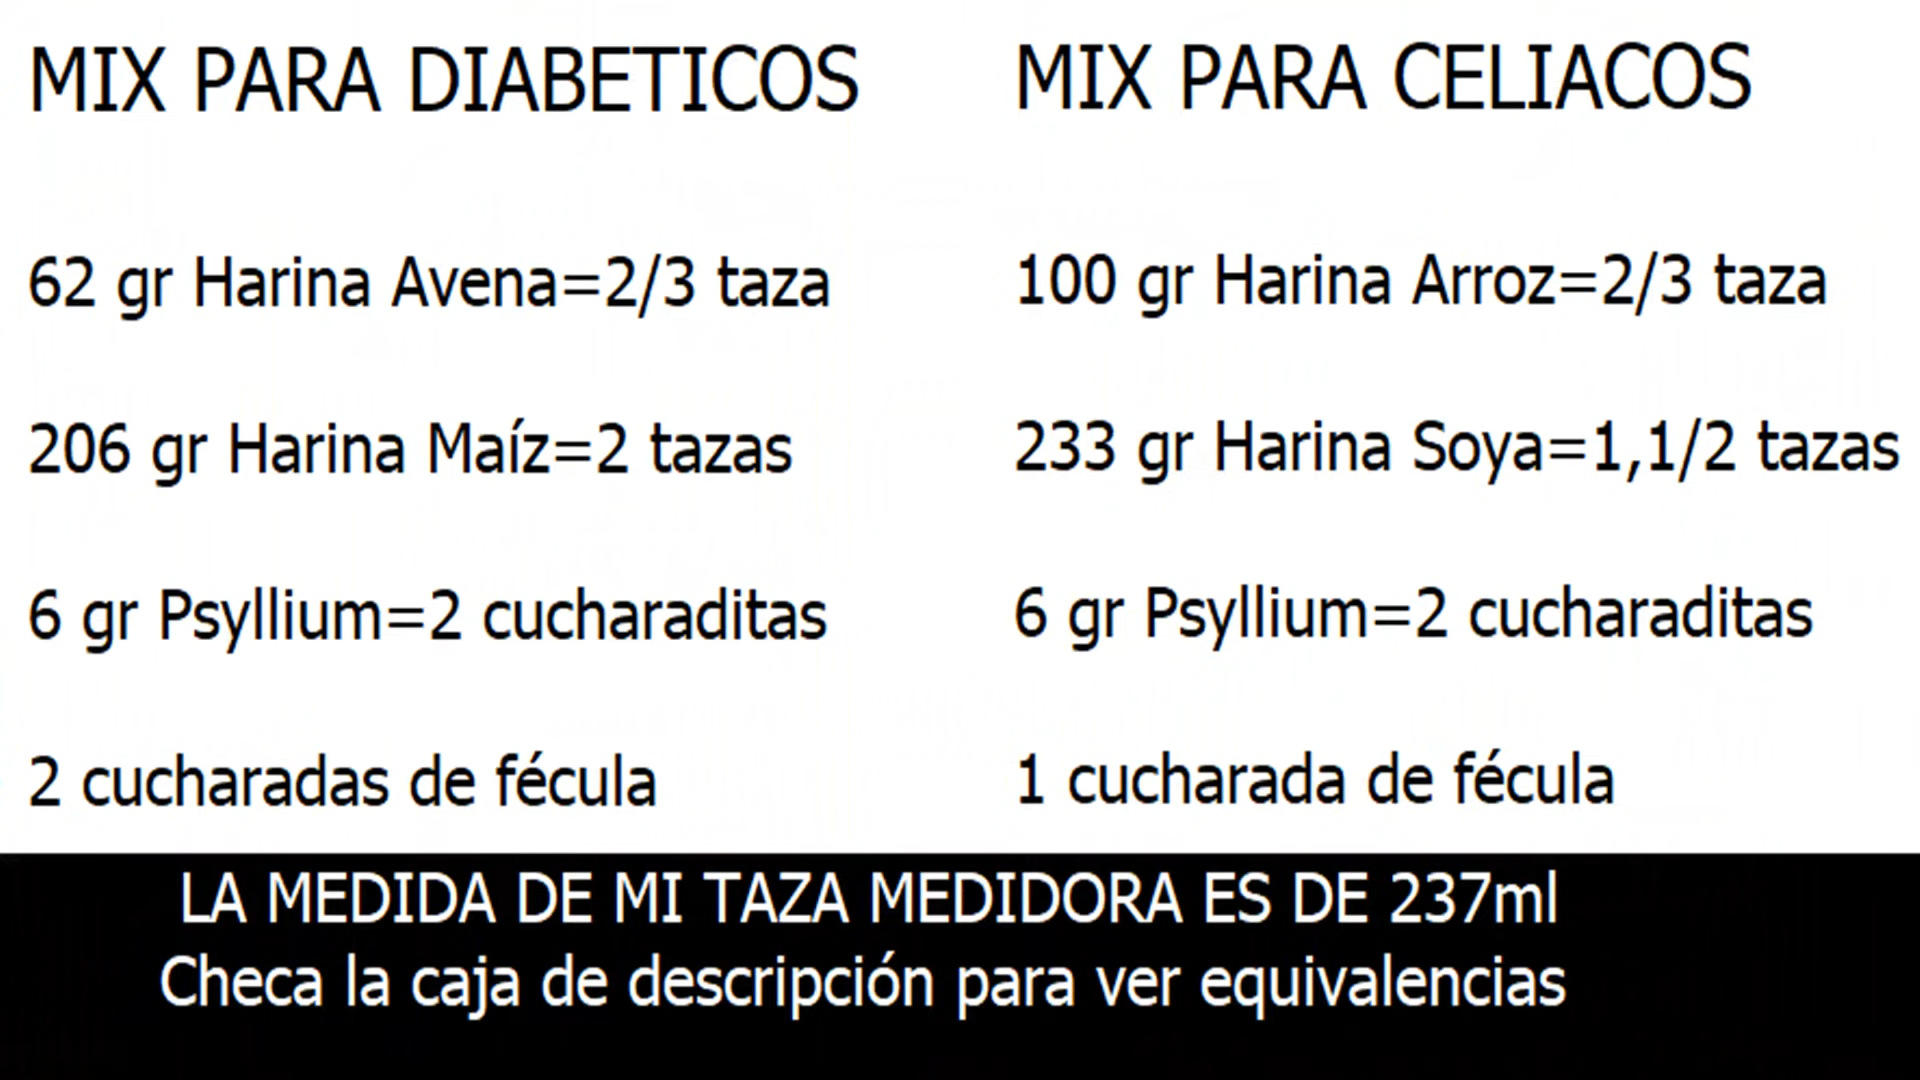 MIX PARA DIABETICOS
62 gr Harina Avena=2/3 taza
206 gr Harina Maíz=2 tazas
6 gr Psyllium=2 cucharaditas
2 cucharadas de fécula
MIX PARA CELIACOS
100 gr Harina Arroz=2/3 taza
233 gr Harina Soya=1,1/2 tazas
6 gr Psyllium=2 cucharaditas
1 cucharada de fécula
LA MEDIDA DE MI TAZA MEDIDORA ES DE 237ml
Checa la caja de descripción para ver equivalencias